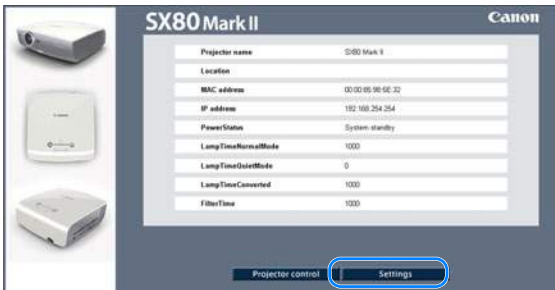 SX80 Mark II
Canon
Projector name SX80 Mark II
Location
MAC address 00:00:85:98:6E:32
IP address 192.168.254.254
PowerStatus System standby
LampTimeNormalMode 1000
LampTimeQuietMode 0
LampTimeConverted 1000
FilterTime 1000
Projector control Settings